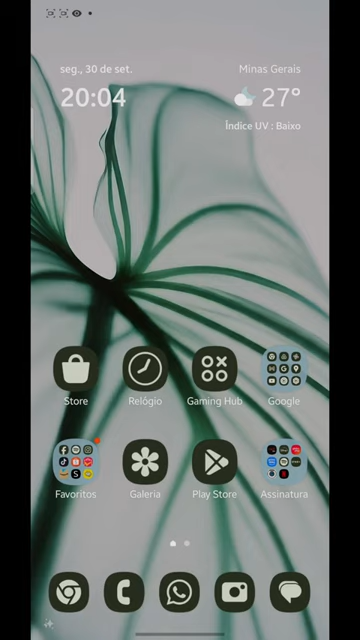 seg., 30 de set.
20:04
Minas Gerais
27°
Índice UV : Baixo
Store
Relógio
Gaming Hub
Google
Favoritos
Galeria
Play Store
Assinatura